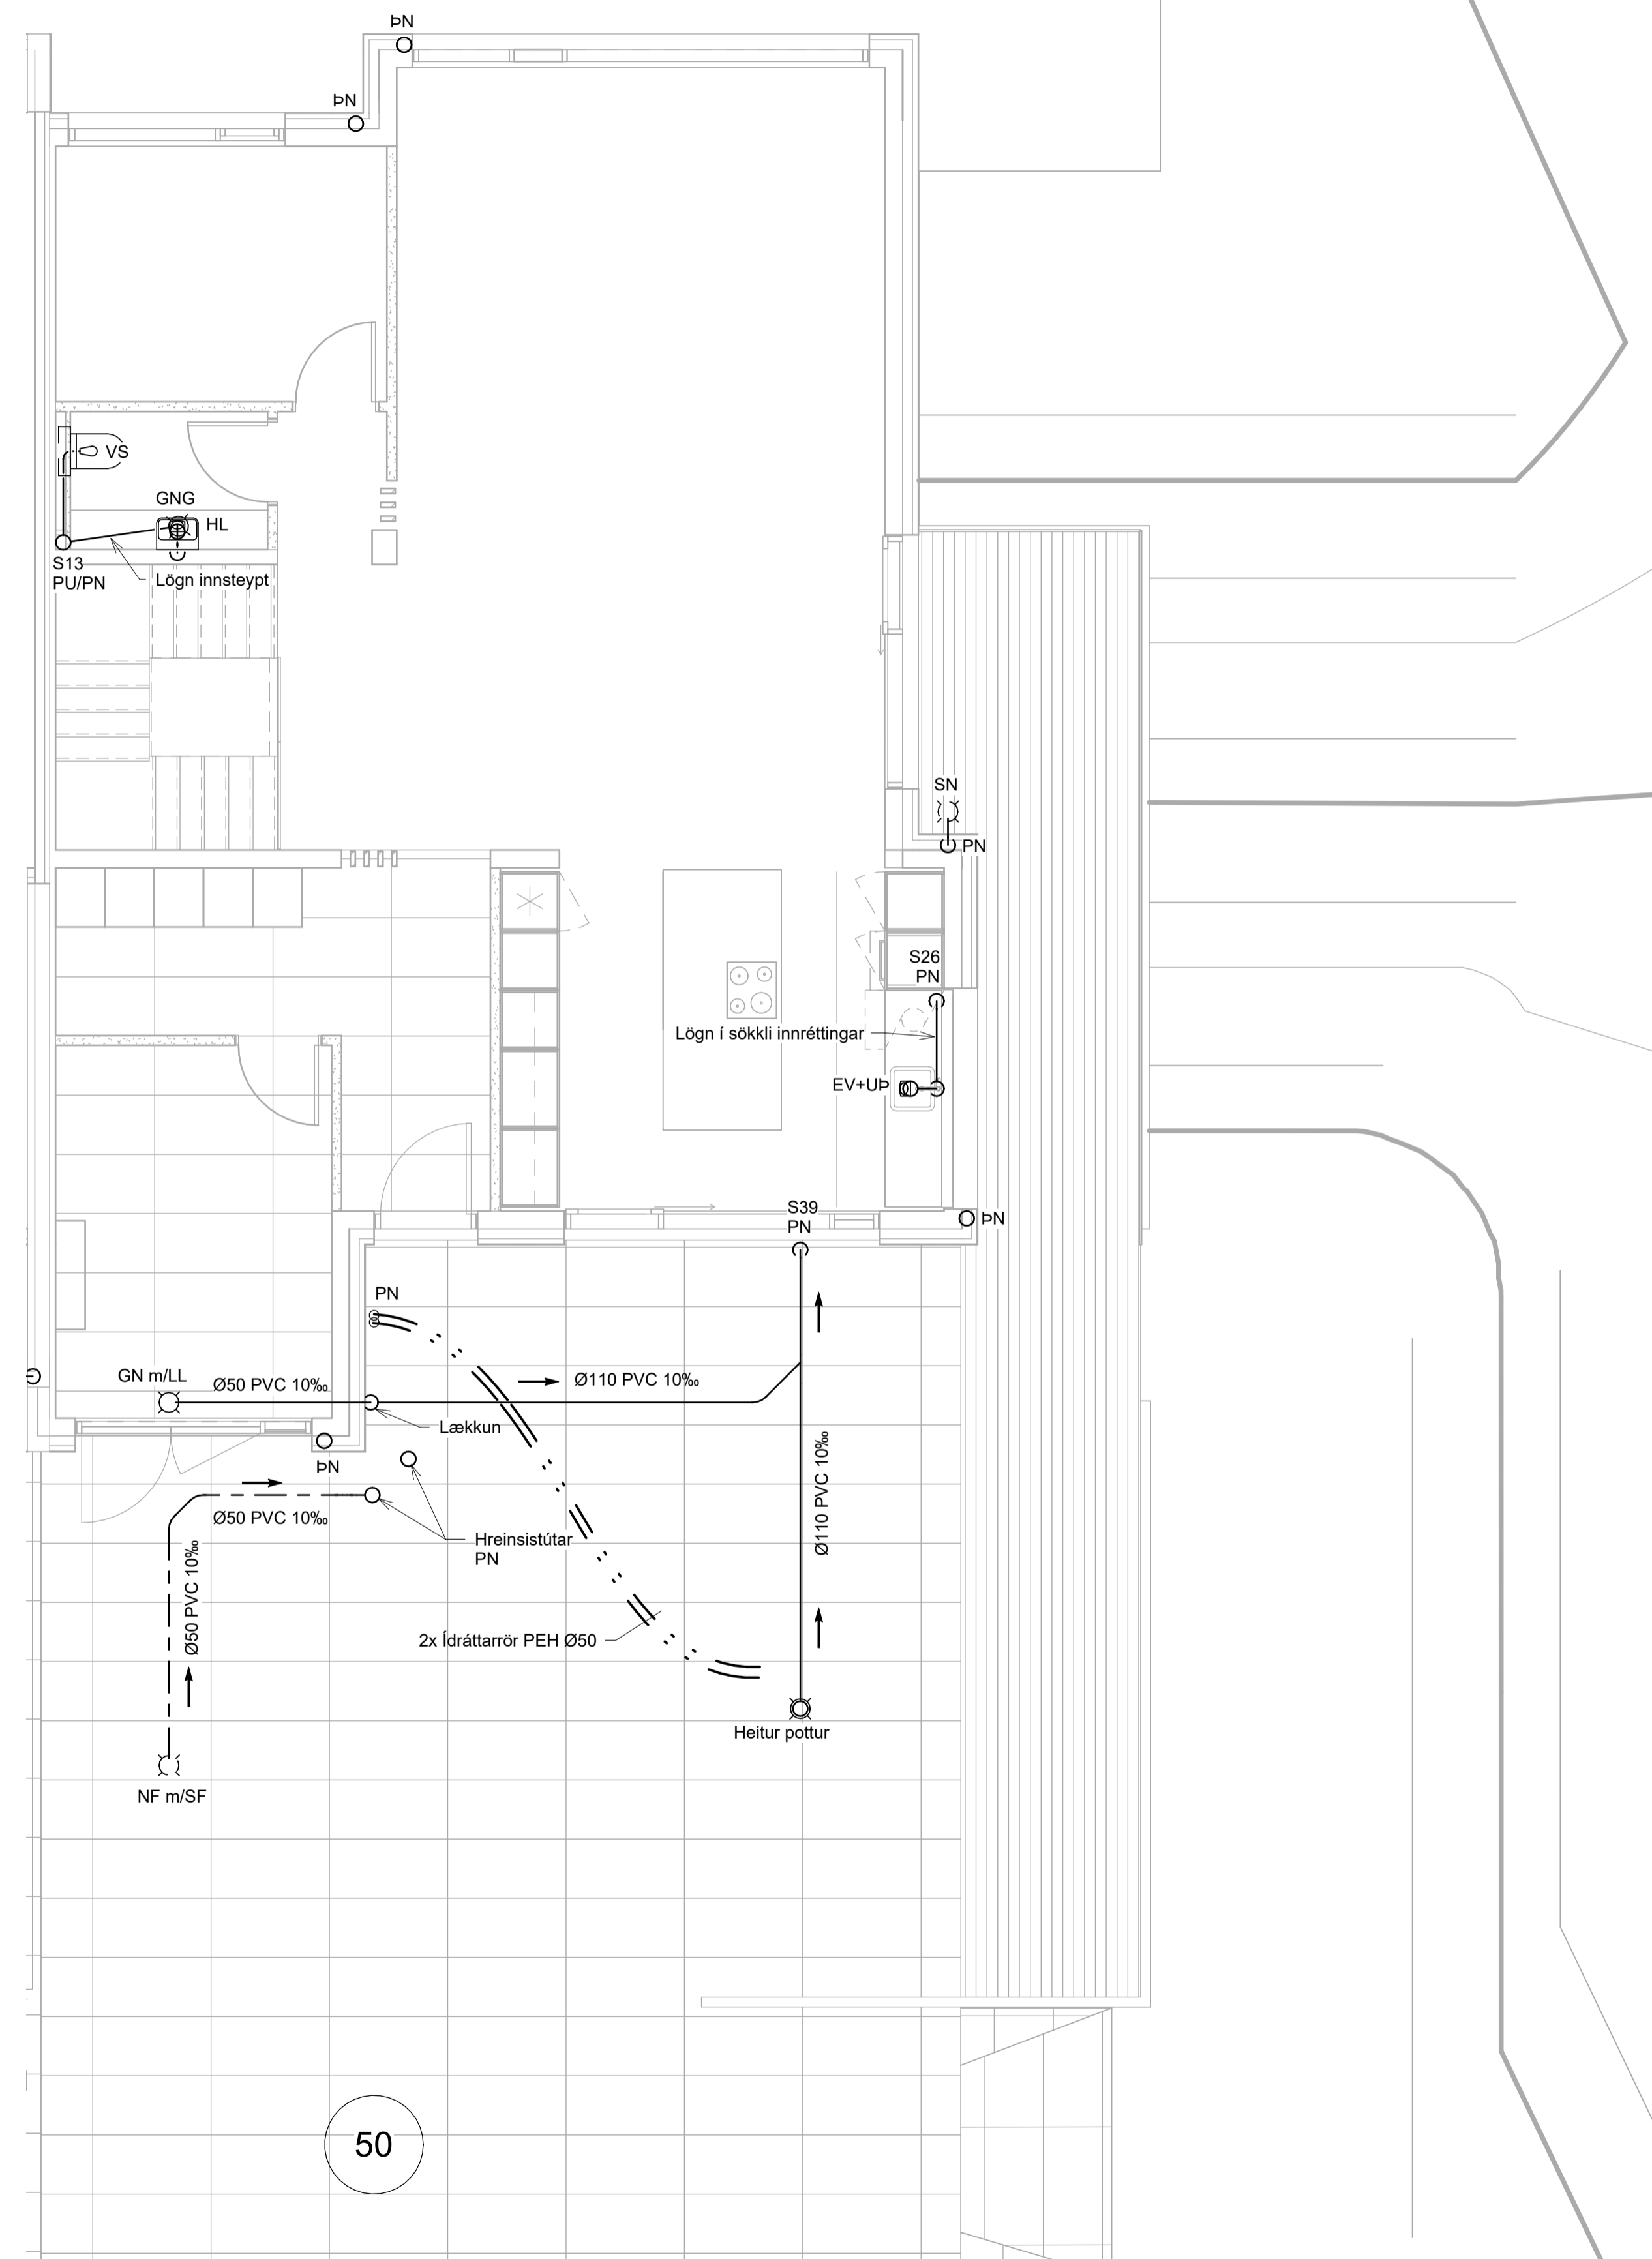 ÞN
ÞN
VS
GNG
HL
S13
PU/PN
Lögn innsteypt
SN
PN
S26
PN
Lögn í sökkli innréttingar
EV+UÞ
S39
PN
ÞN
PN
GN m/LL
Ø50 PVC 10‰
Ø110 PVC 10‰
Lækkun
ÞN
Ø50 PVC 10‰
Ø110 PVC 10‰
Hreinsistútar
PN
Ø50 PVC 10‰
2x Ídráttarrör PEH Ø50
Heitur pottur
NF m/SF
50